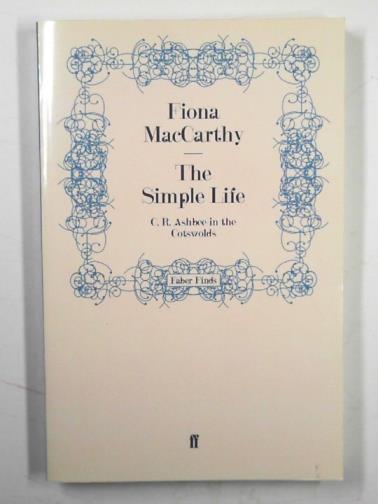 Fiona
MacCarthy
The
Simple Life
C. R. Ashbee in the
Cotswolds
Faber Finds
ff